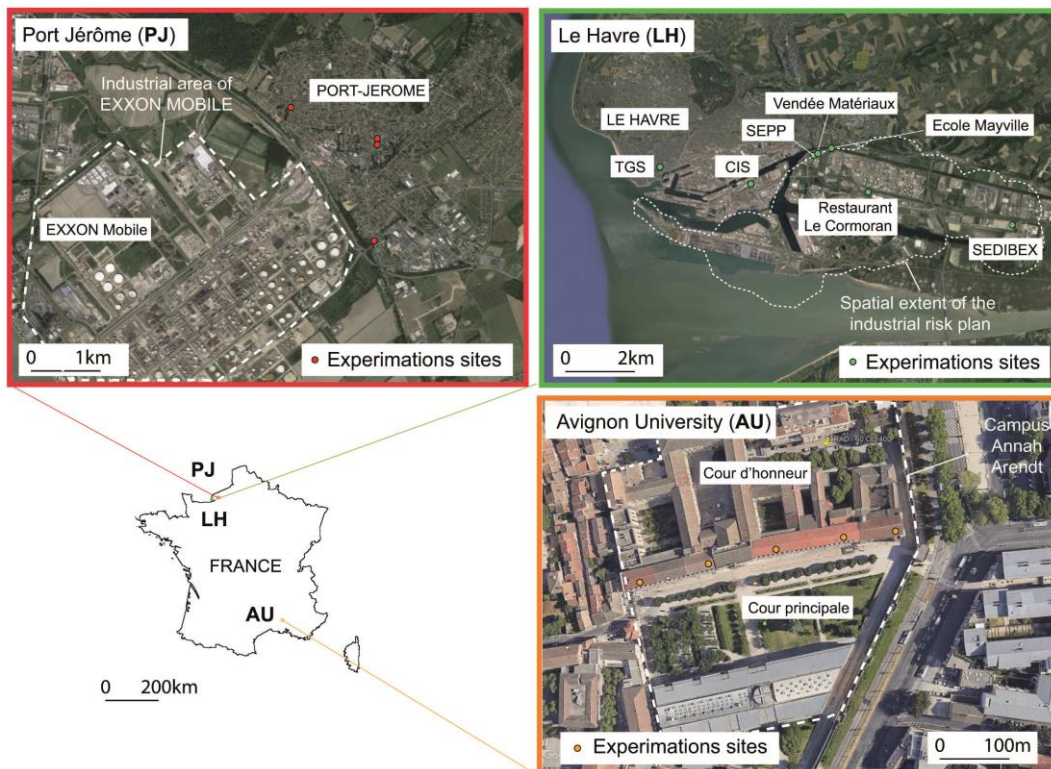 Port Jérôme (PJ)
Industrial area of
EXXON MOBILE
PORT-JEROME
EXXON Mobile
0 1km
Experimations sites
Le Havre (LH)
Vendée Matériaux
LE HAVRE
SEPP
Ecole Mayville
TGS
CIS
Restaurant
Le Cormoran
SEDIBEX
Spatial extent of the
industrial risk plan
0 2km
Experimations sites
PJ
LH
FRANCE
AU
0 200km
Avignon University (AU)
Campus
Annah
Arendt
Cour d'honneur
Cour principale
Experimations sites
0 100m